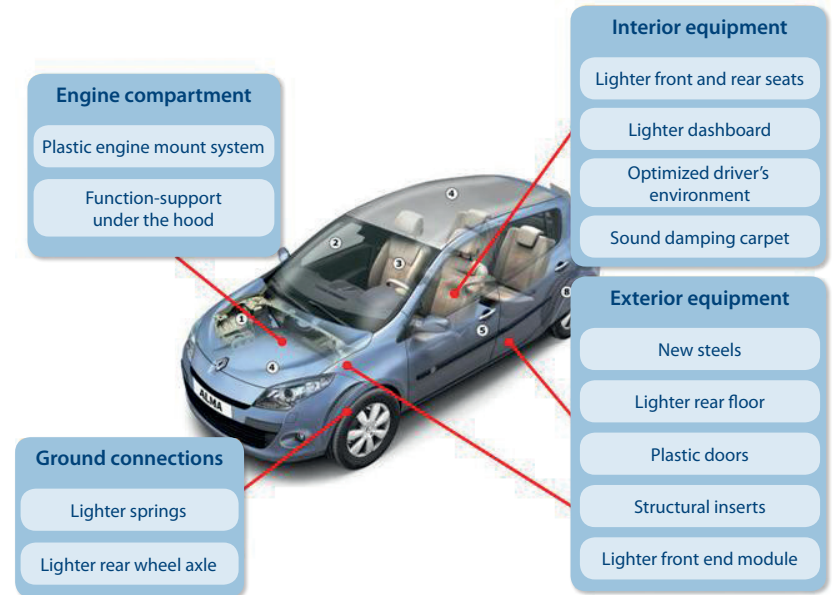 Interior equipment
Lighter front and rear seats
Lighter dashboard
Optimized driver's
environment
Sound damping carpet
Engine compartment
Plastic engine mount system
Function-support
under the hood
4
2
3
1
5
8
4
ALMA
Exterior equipment
New steels
Lighter rear floor
Plastic doors
Structural inserts
Lighter front end module
Ground connections
Lighter springs
Lighter rear wheel axle